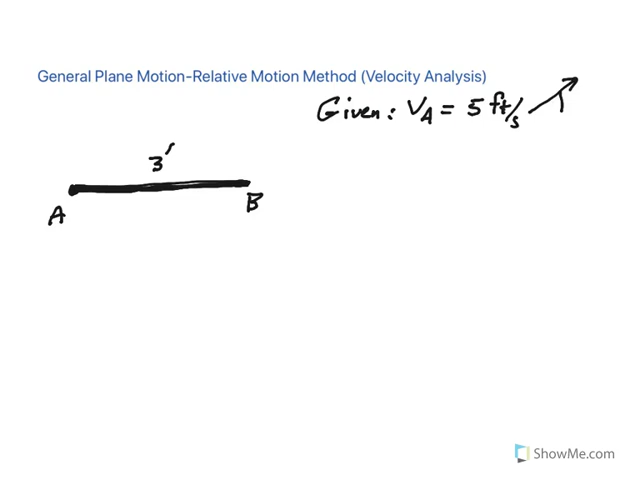 General Plane Motion-Relative Motion Method (Velocity Analysis)
Given: VA = 5 ft/s
3'
A
B
ShowMe.com